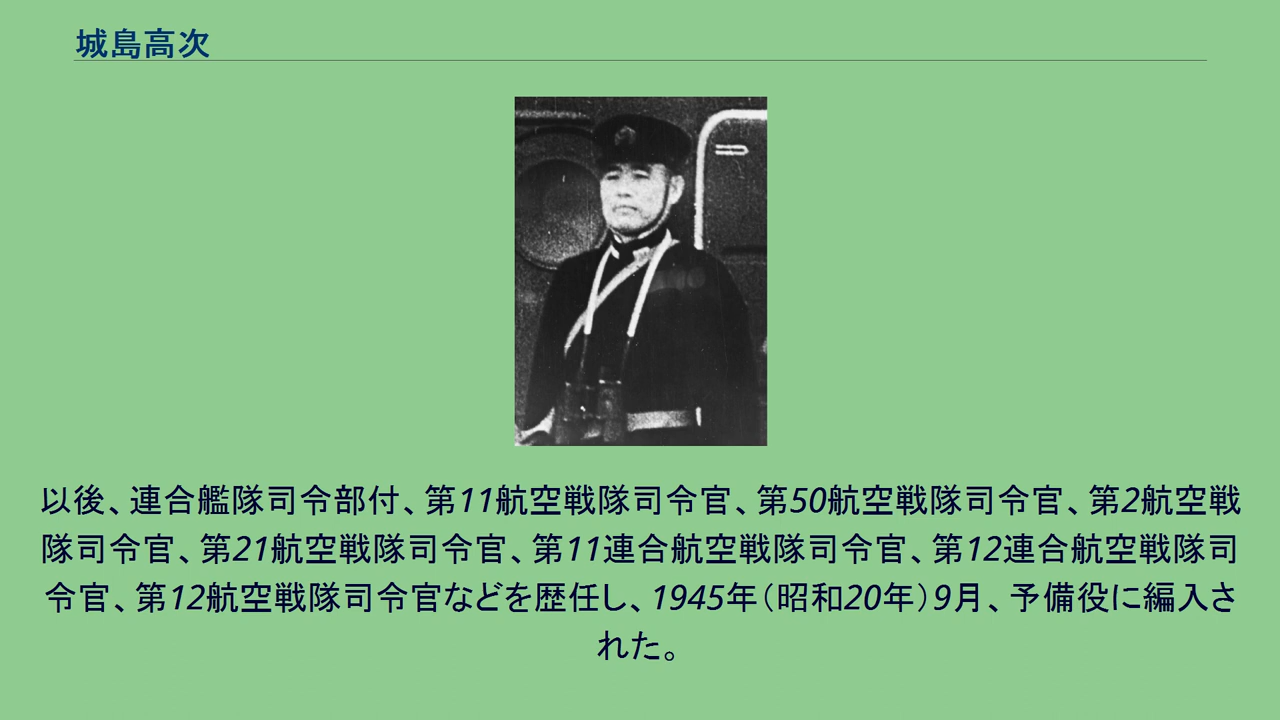 城島高次
以後、連合艦隊司令部付、第11航空戦隊司令官、第50航空戦隊司令官、第2航空戦
隊司令官、第21航空戦隊司令官、第11連合航空戦隊司令官、第12連合航空戦隊司
令官、第12航空戦隊司令官などを歴任し、1945年（昭和20年）9月、予備役に編入さ
れた。